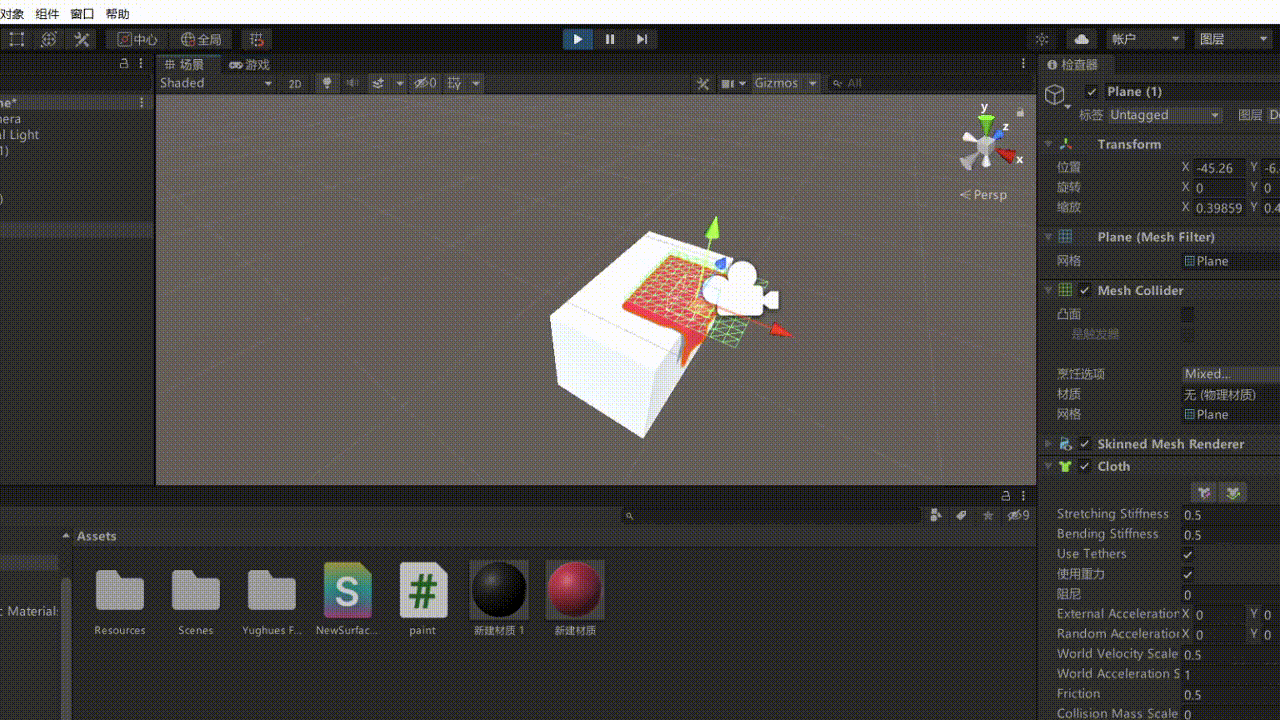 对象 组件 窗口 帮助
中心 全局 帐户 图层
场景 游戏 检查器
Shaded 2D 0 Gizmos All
ne*
era
al Light
1)
)
y
z
x
< Persp
Plane (1)
标签 Untagged 图层 De
Transform
位置 X -45.26 Y -6.
旋转 X 0 Y 0
缩放 X 0.39859 Y 0.4
Plane (Mesh Filter)
网格 Plane
Mesh Collider
凸面
是触发器
烹饪选项 Mixed...
材质 无 (物理材质)
网格 Plane
Skinned Mesh Renderer
Cloth
Stretching Stiffness 0.5
Bending Stiffness 0.5
Use Tethers
使用重力
阻尼 0
External Acceleration X 0 Y 0
Random Acceleration X 0 Y 0
World Velocity Scale 0.5
World Acceleration S 1
Friction 0.5
Collision Mass Scale 0
9
Assets
c Material:
S
#
Resources Scenes Yughues F... NewSurfac... paint 新建材质 1 新建材质